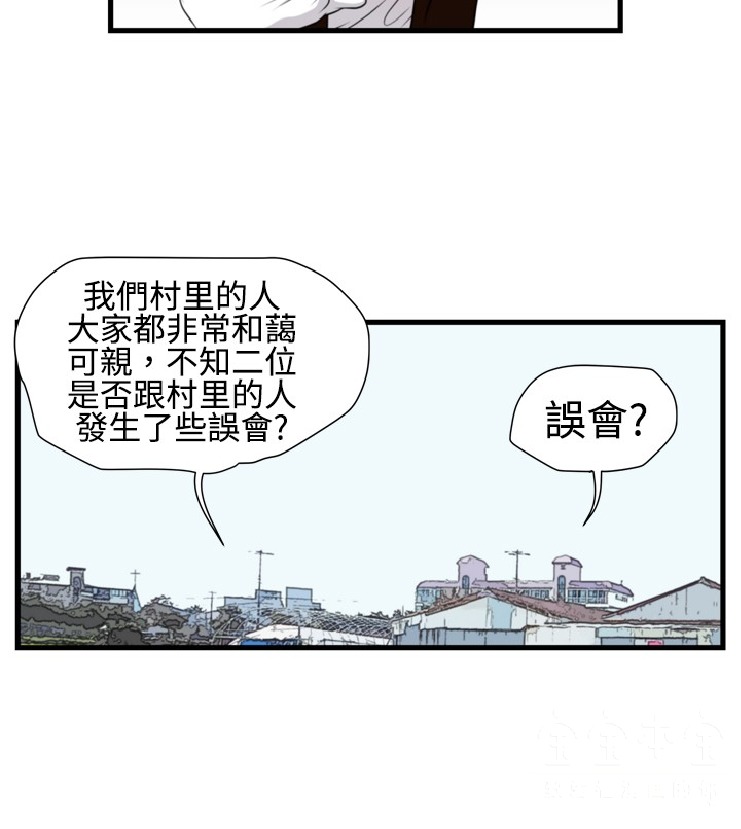 我們村里的人
大家都非常和藹
可親，不知二位
是否跟村里的人
發生了些誤會?
誤會?